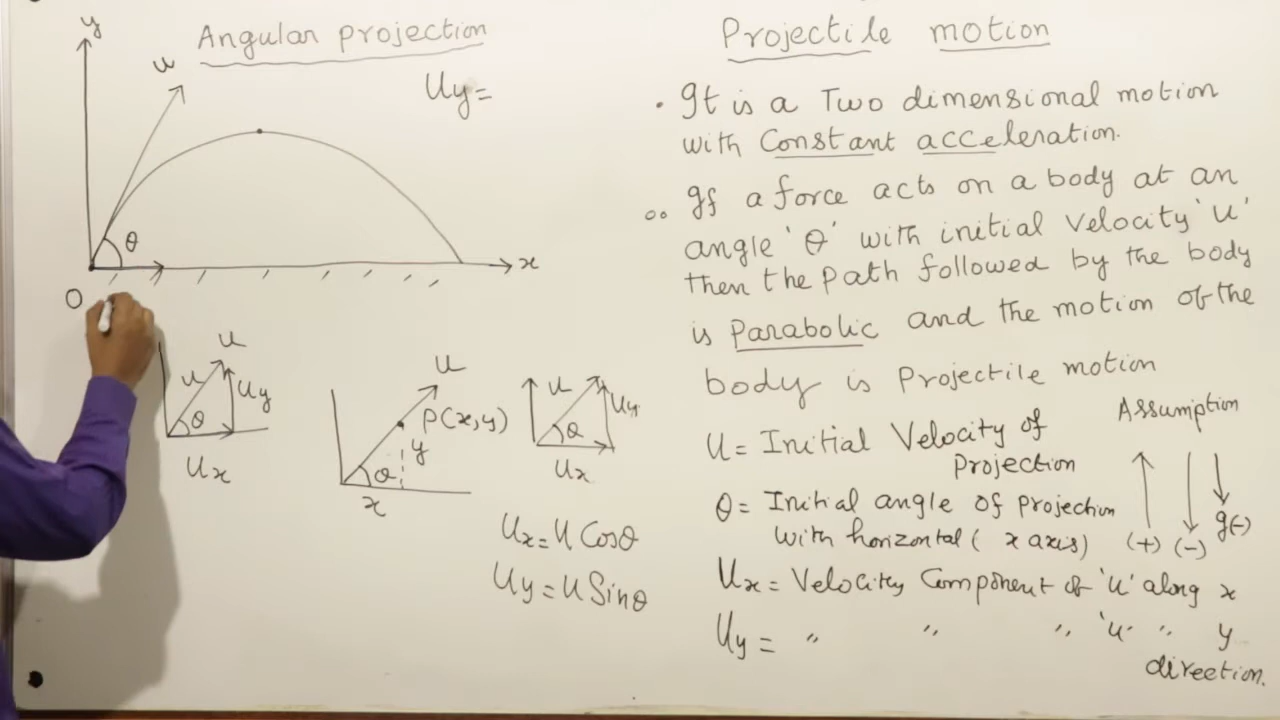 y
Angular projection
u
Uy=
θ
x
O
u
u
Uy
θ
Ux
u
P(x,y)
y
θ
x
u
Uy
θ
Ux
Ux = u Cosθ
Uy = u Sinθ
Projectile motion
• It is a Two dimensional motion
with Constant acceleration.
oo If a force acts on a body at an
angle 'θ' with initial velocity 'u'
then the path followed by the body
is Parabolic and the motion of the
body is Projectile motion
Assumption
u = Initial Velocity of
Projection
θ = Initial angle of projection
with horizontal ( x axis)
(+) (-) g(-)
Ux = Velocity Component of 'u' along x
Uy = " " " 'u' " y
direction.